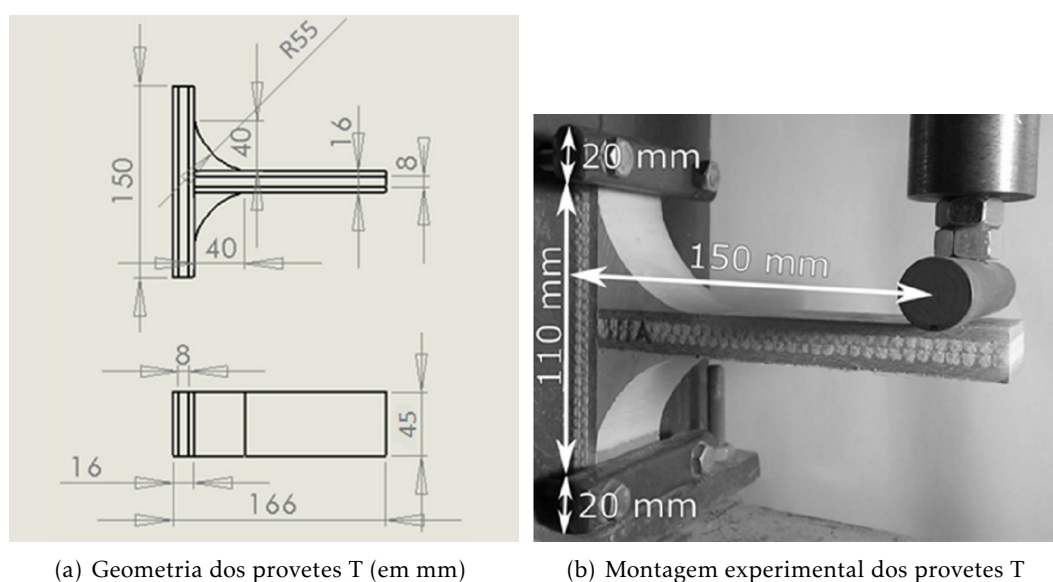 R55
150
40
16
8
40
8
45
16
166
20 mm
150 mm
110 mm
20 mm
A
(a) Geometria dos provetes T (em mm)
(b) Montagem experimental dos provetes T